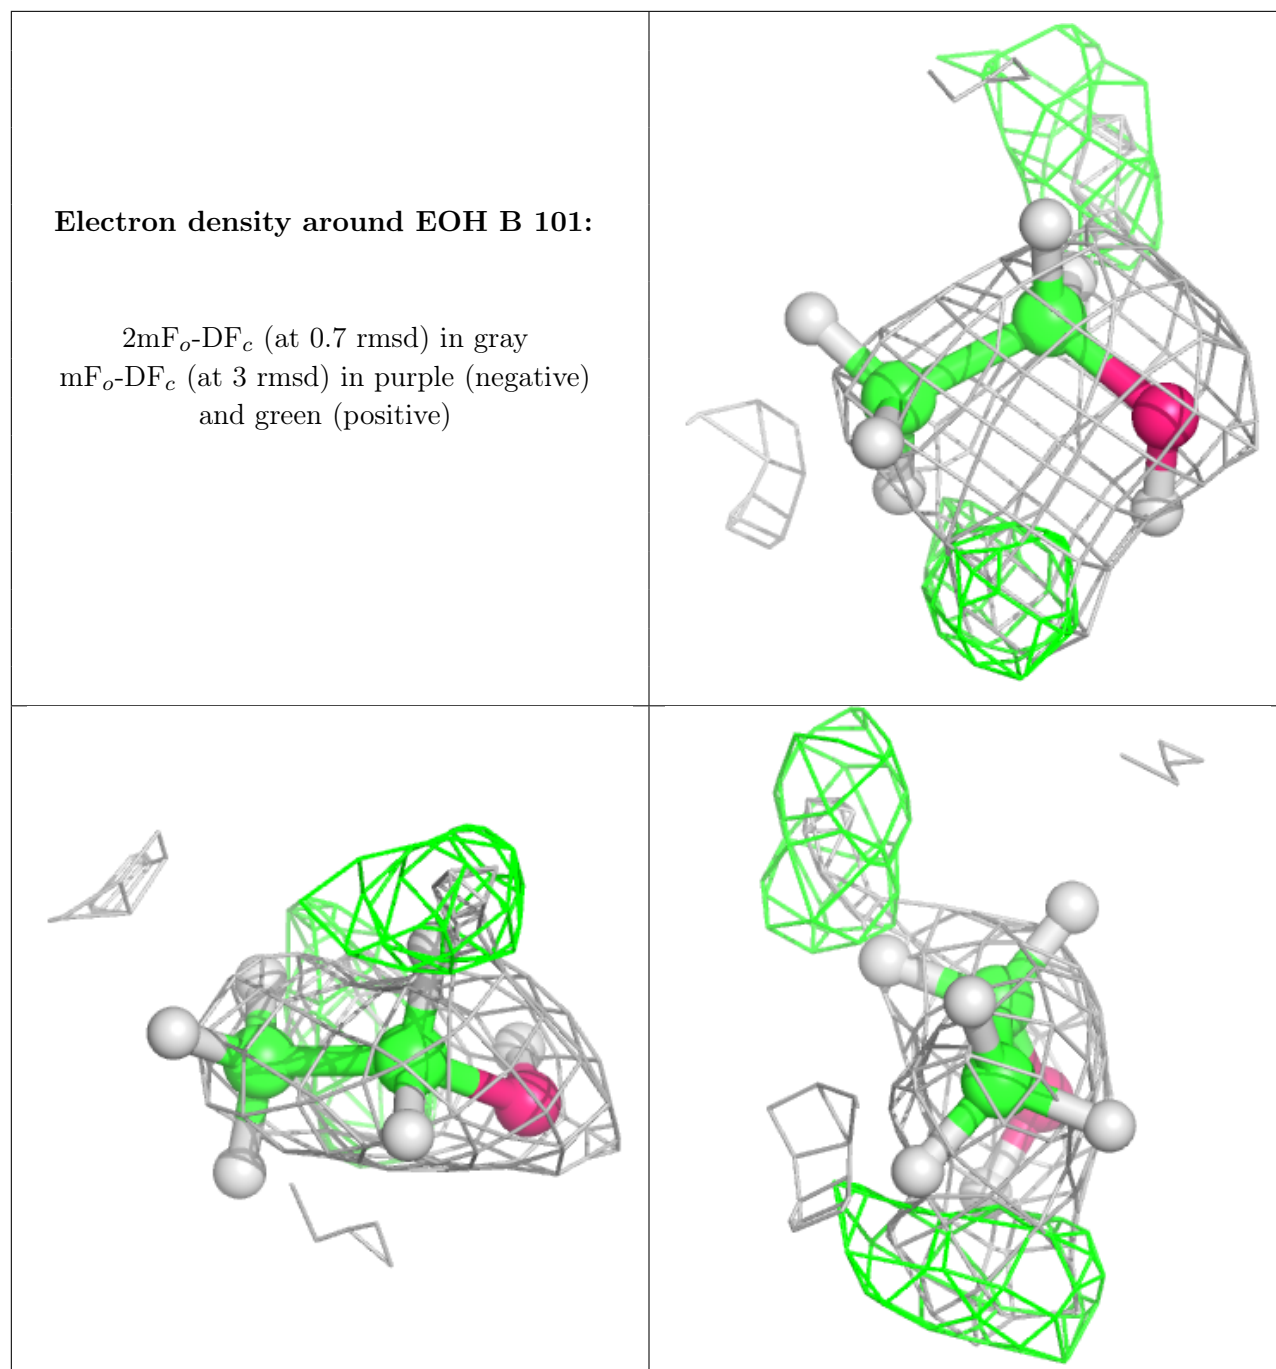 Electron density around EOH B 101:
2mFₒ-DF𝒸 (at 0.7 rmsd) in gray
mFₒ-DF𝒸 (at 3 rmsd) in purple (negative)
and green (positive)